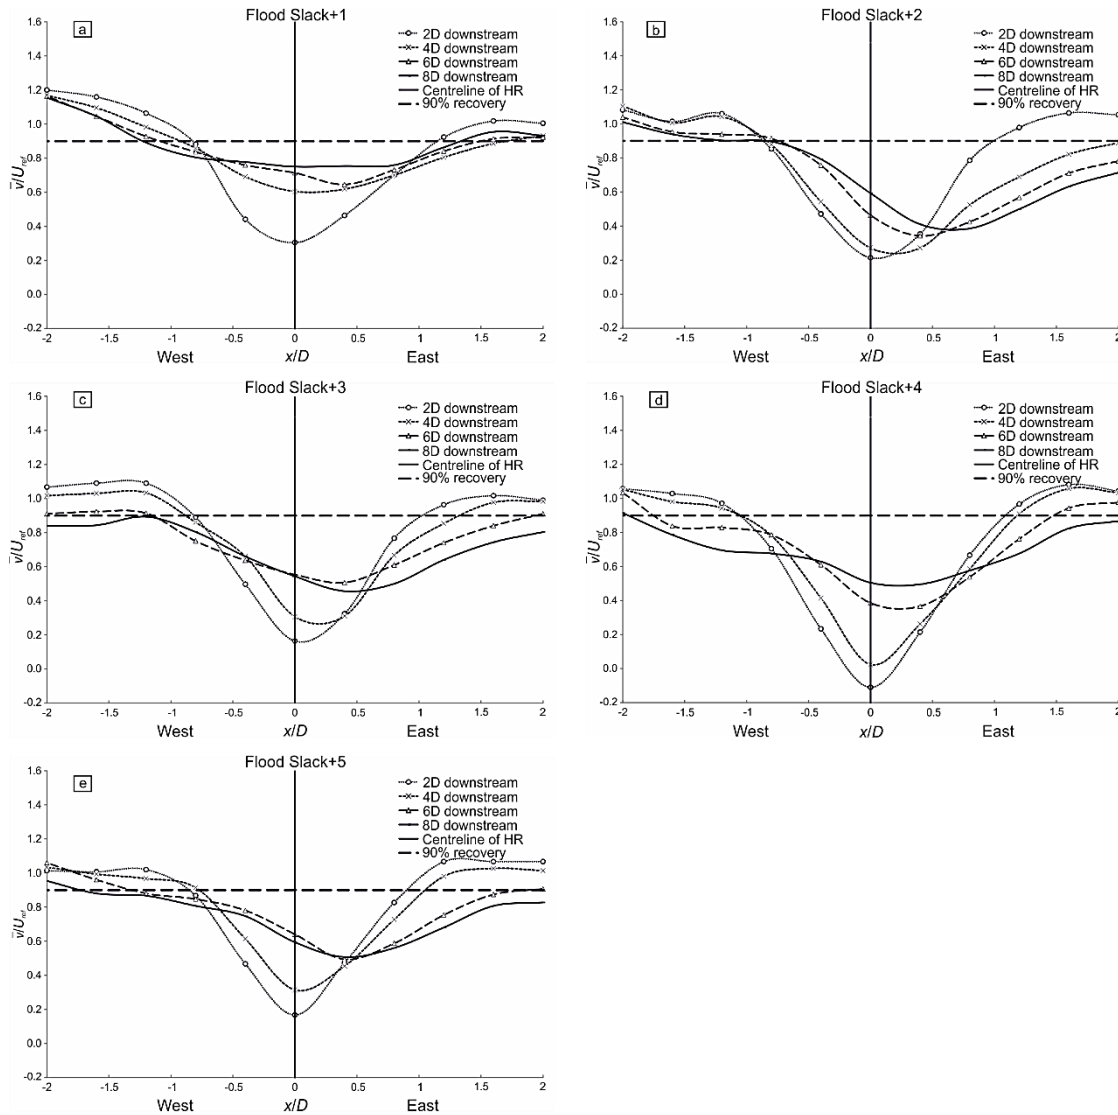 Flood Slack+1
a
2D downstream
4D downstream
6D downstream
8D downstream
Centreline of HR
90% recovery
1.6
1.4
1.2
1.0
0.8
0.6
0.4
0.2
0.0
-0.2
v̅/U_ref
-2 -1.5 -1 -0.5 0 0.5 1 1.5 2
West x/D East
Flood Slack+2
b
2D downstream
4D downstream
6D downstream
8D downstream
Centreline of HR
90% recovery
1.6
1.4
1.2
1.0
0.8
0.6
0.4
0.2
0.0
-0.2
v̅/U_ref
-2 -1.5 -1 -0.5 0 0.5 1 1.5 2
West x/D East
Flood Slack+3
c
2D downstream
4D downstream
6D downstream
8D downstream
Centreline of HR
90% recovery
1.6
1.4
1.2
1.0
0.8
0.6
0.4
0.2
0.0
-0.2
v̅/U_ref
-2 -1.5 -1 -0.5 0 0.5 1 1.5 2
West x/D East
Flood Slack+4
d
2D downstream
4D downstream
6D downstream
8D downstream
Centreline of HR
90% recovery
1.6
1.4
1.2
1.0
0.8
0.6
0.4
0.2
0.0
-0.2
v̅/U_ref
-2 -1.5 -1 -0.5 0 0.5 1 1.5 2
West x/D East
Flood Slack+5
e
2D downstream
4D downstream
6D downstream
8D downstream
Centreline of HR
90% recovery
1.6
1.4
1.2
1.0
0.8
0.6
0.4
0.2
0.0
-0.2
v̅/U_ref
-2 -1.5 -1 -0.5 0 0.5 1 1.5 2
West x/D East